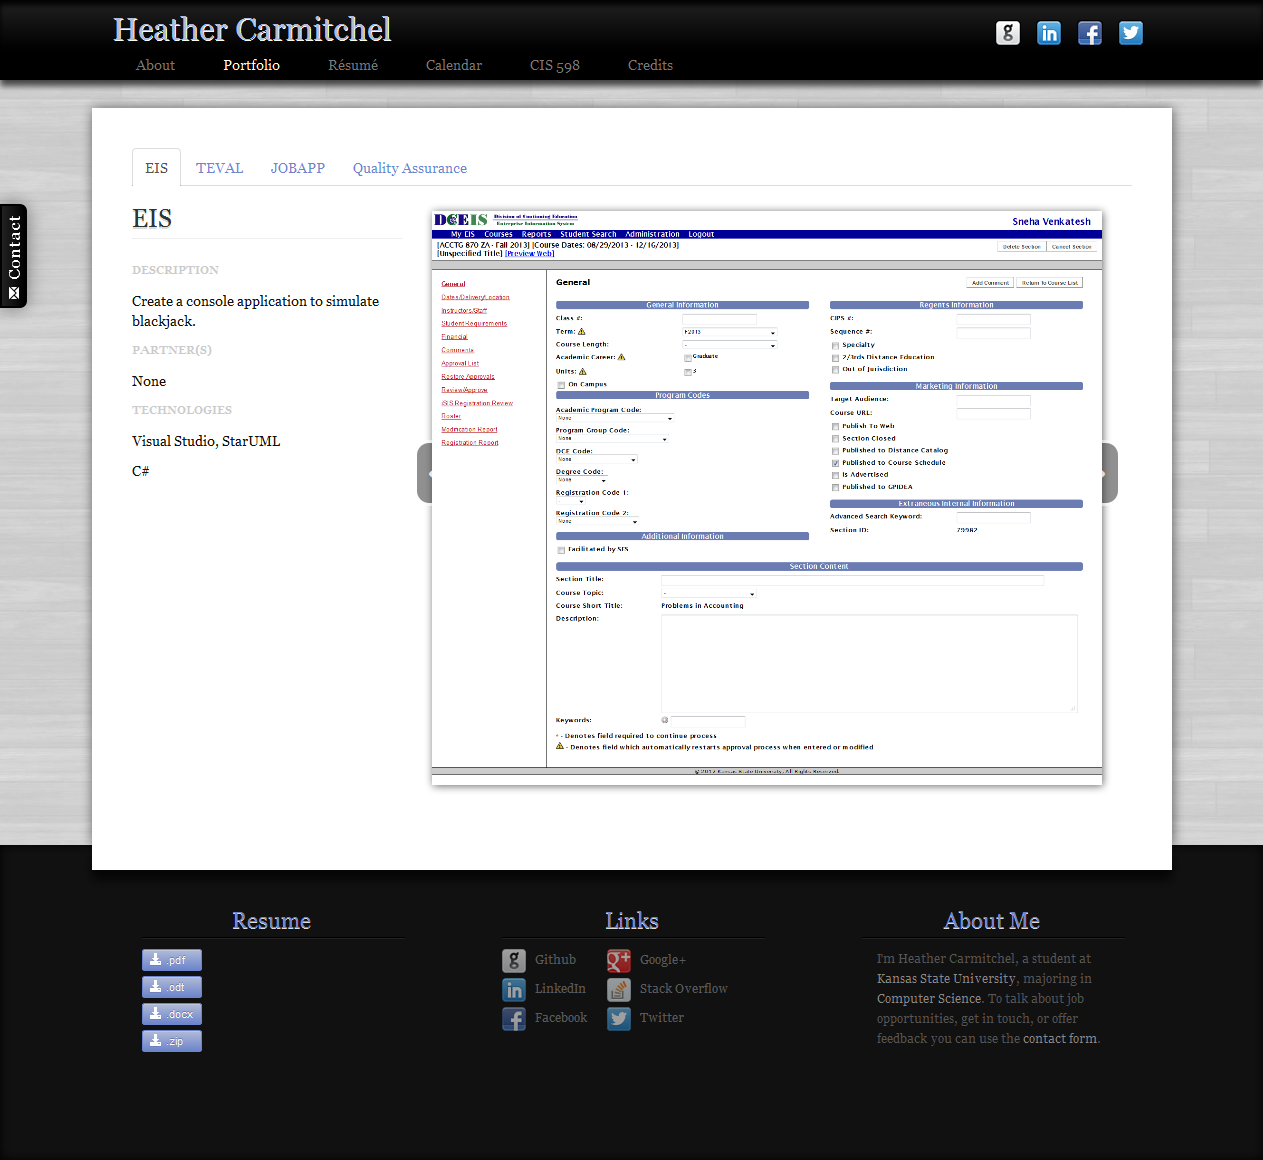 Heather Carmitchel
About Portfolio Résumé Calendar CIS 598 Credits
EIS TEVAL JOBAPP Quality Assurance
Contact
EIS
DESCRIPTION
Create a console application to simulate
blackjack.
PARTNER(S)
None
TECHNOLOGIES
Visual Studio, StarUML
C#
DCEIS Division of Continuing Education
Enterprise Information System
Sneha Venkatesh
My EIS Courses Reports Student Search Administration Logout
[ACCTG 870 ZA - Fall 2013] [Course Dates: 08/29/2013 - 12/16/2013]
[Unspecified Title] [Preview Web]
Delete Section Cancel Section
General
Dates/Delivery/Location
Instructors/Staff
Student Requirements
Financial
Comments
Approval List
Restore Approvals
Review/Approve
iSIS Registration Review
Roster
Modification Report
Registration Report
General
Add Comment Return To Course List
General Information
Class #:
Term: F2013
Course Length: -
Academic Career: Graduate
Units: 3
On Campus
Program Codes
Academic Program Code:
None
Program Group Code:
None
DCE Code:
None
Degree Code:
None
Registration Code 1:
Registration Code 2:
None
Additional Information
Facilitated by SFS
Regents Information
CIPS #:
Sequence #:
Specialty
2/3rds Distance Education
Out of Jurisdiction
Marketing Information
Target Audience:
Course URL:
Publish To Web
Section Closed
Published to Distance Catalog
Published to Course Schedule
Is Advertised
Published to GPIDEA
Extraneous Internal Information
Advanced Search Keyword:
Section ID: 79982
Section Content
Section Title:
Course Topic: -
Course Short Title: Problems in Accounting
Description:
Keywords:
* - Denotes field required to continue process
- Denotes field which automatically restarts approval process when entered or modified
© 2012 Kansas State University. All Rights Reserved.
Resume
.pdf
.odt
.docx
.zip
Links
Github Google+
LinkedIn Stack Overflow
Facebook Twitter
About Me
I'm Heather Carmitchel, a student at
Kansas State University, majoring in
Computer Science. To talk about job
opportunities, get in touch, or offer
feedback you can use the contact form.